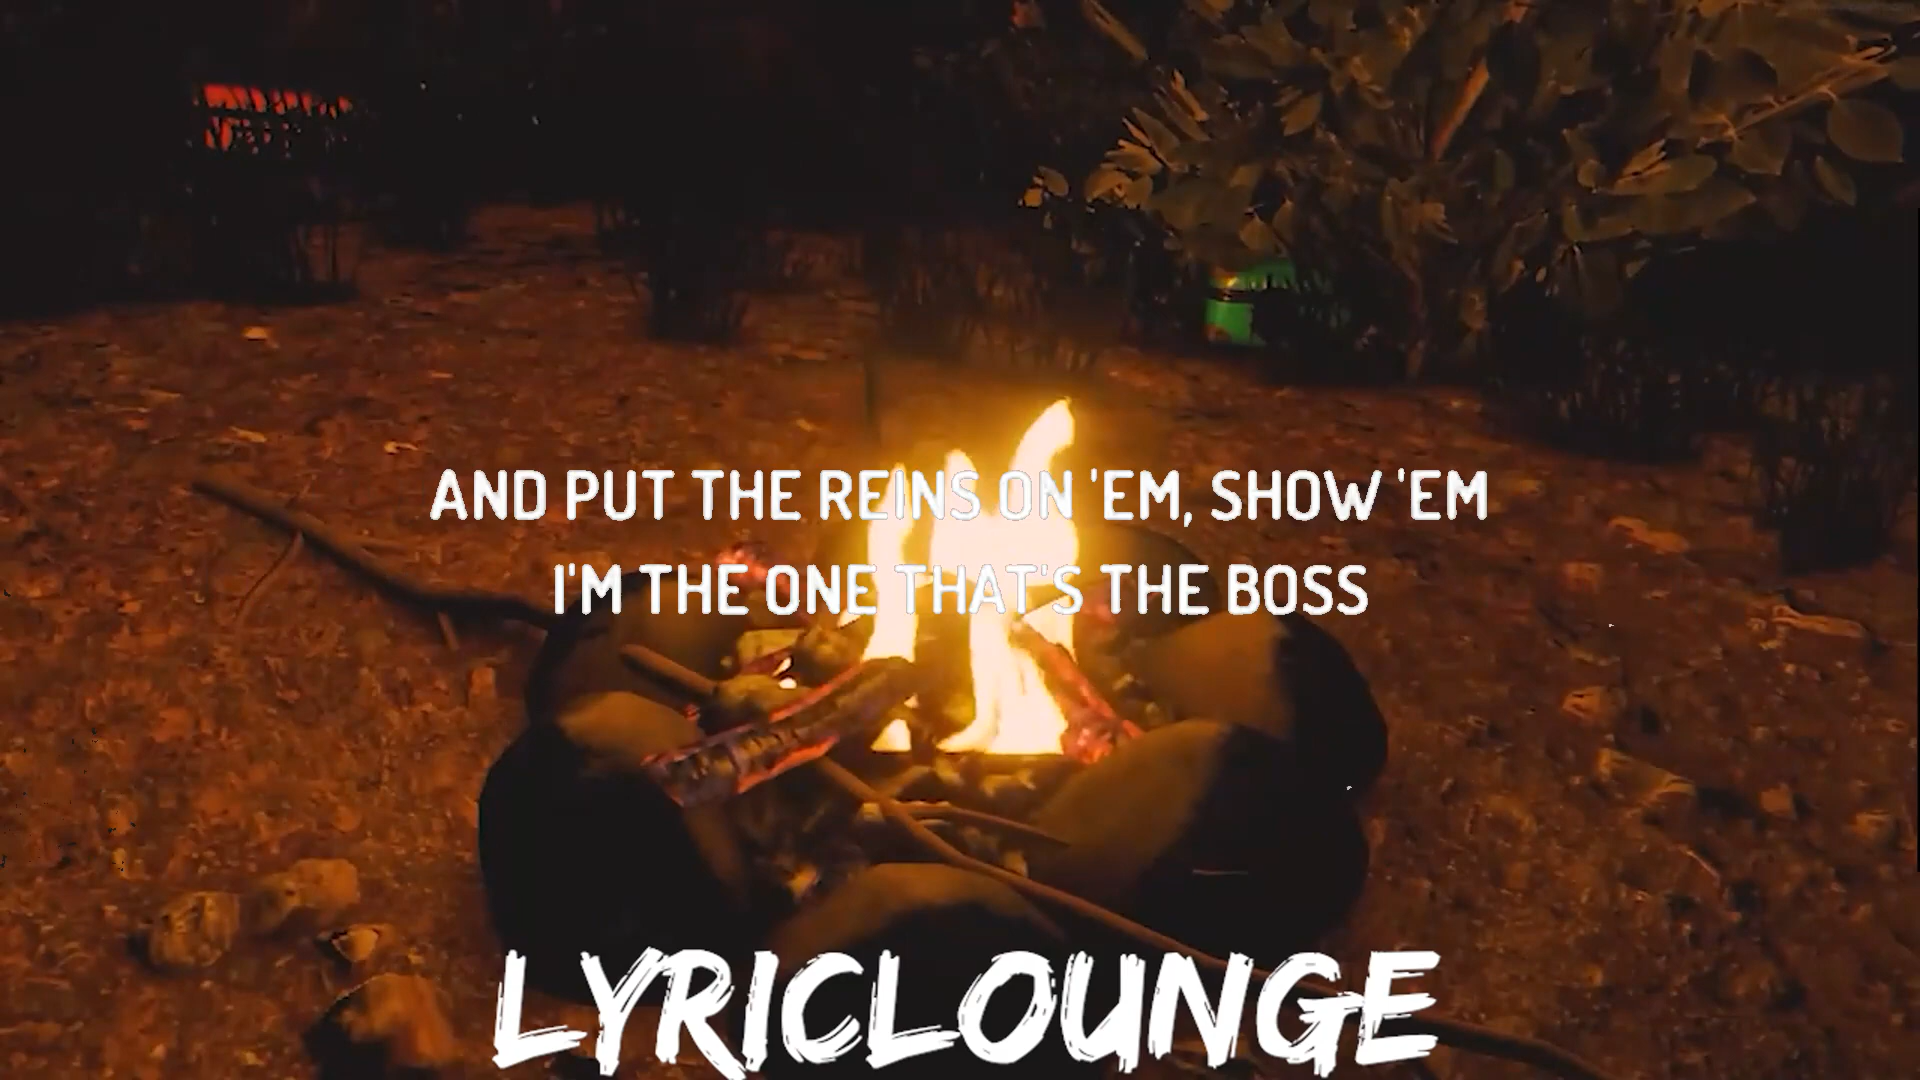 AND PUT THE REINS ON 'EM, SHOW 'EM
I'M THE ONE THAT'S THE BOSS
LYRICLOUNGE